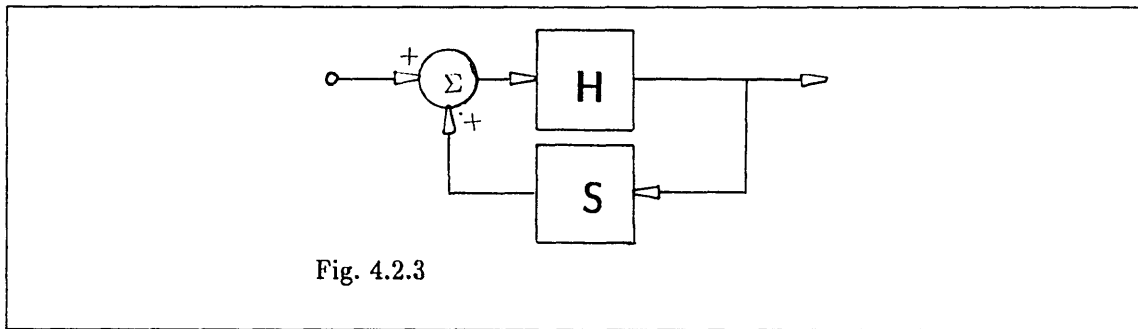 +
Σ
H
+
S
Fig. 4.2.3